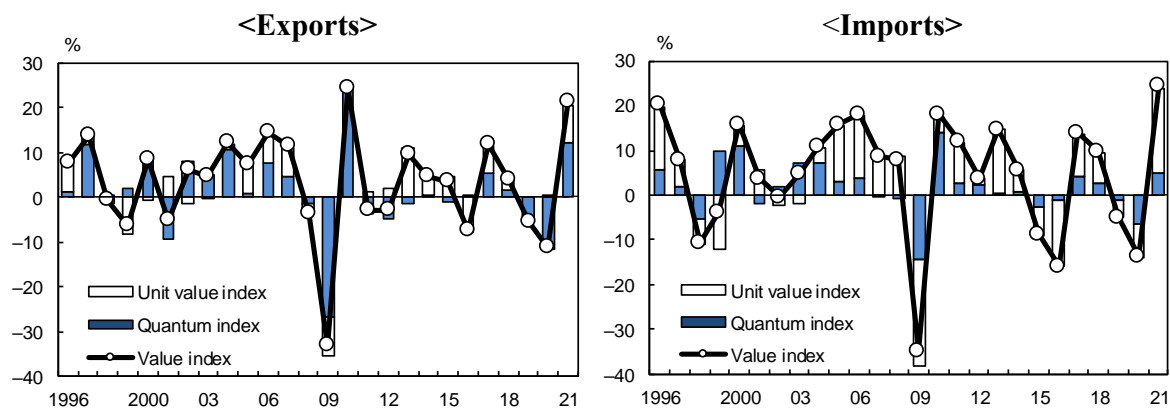 <Exports>
%
30
20
10
0
–10
–20
–30
–40
Unit value index
Quantum index
Value index
1996 2000 03 06 09 12 15 18 21
<Imports>
%
30
20
10
0
–10
–20
–30
–40
Unit value index
Quantum index
Value index
1996 2000 03 06 09 12 15 18 21